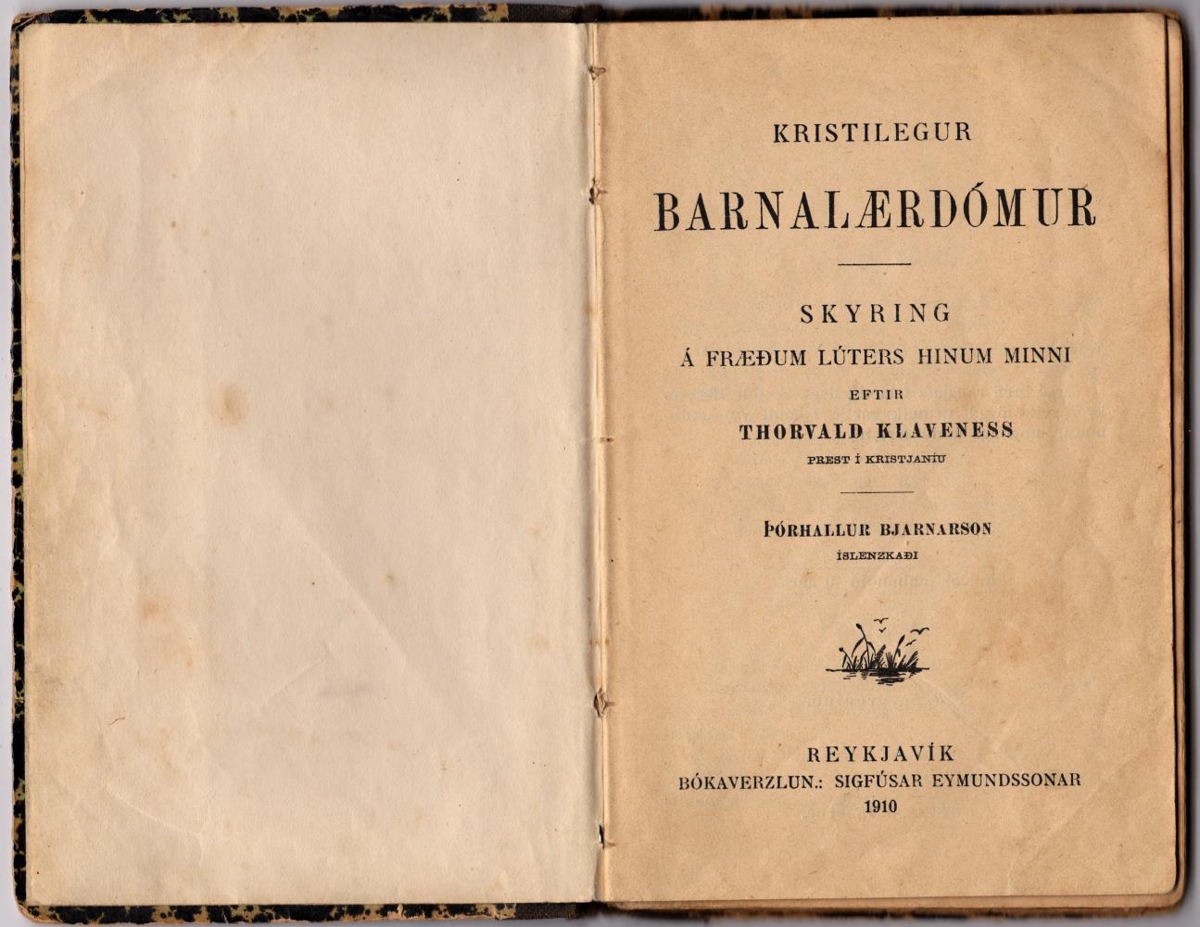 KRISTILEGUR
BARNALÆRDÓMUR
SKYRING
Á FRÆÐUM LÚTERS HINUM MINNI
EFTIR
THORVALD KLAVENESS
PREST Í KRISTJANÍU
ÞÓRHALLUR BJARNARSON
ÍSLENZKAÐI
REYKJAVÍK
BÓKAVERZLUN.: SIGFÚSAR EYMUNDSSONAR
1910